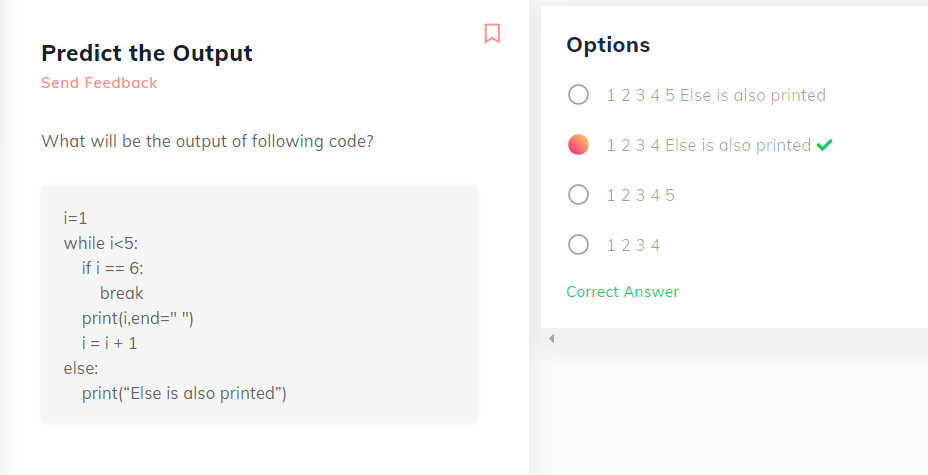 Predict the Output
Send Feedback
What will be the output of following code?
i=1
while i<5:
    if i == 6:
        break
    print(i,end=" ")
    i = i + 1
else:
    print(“Else is also printed”)
Options
1 2 3 4 5 Else is also printed
1 2 3 4 Else is also printed
1 2 3 4 5
1 2 3 4
Correct Answer